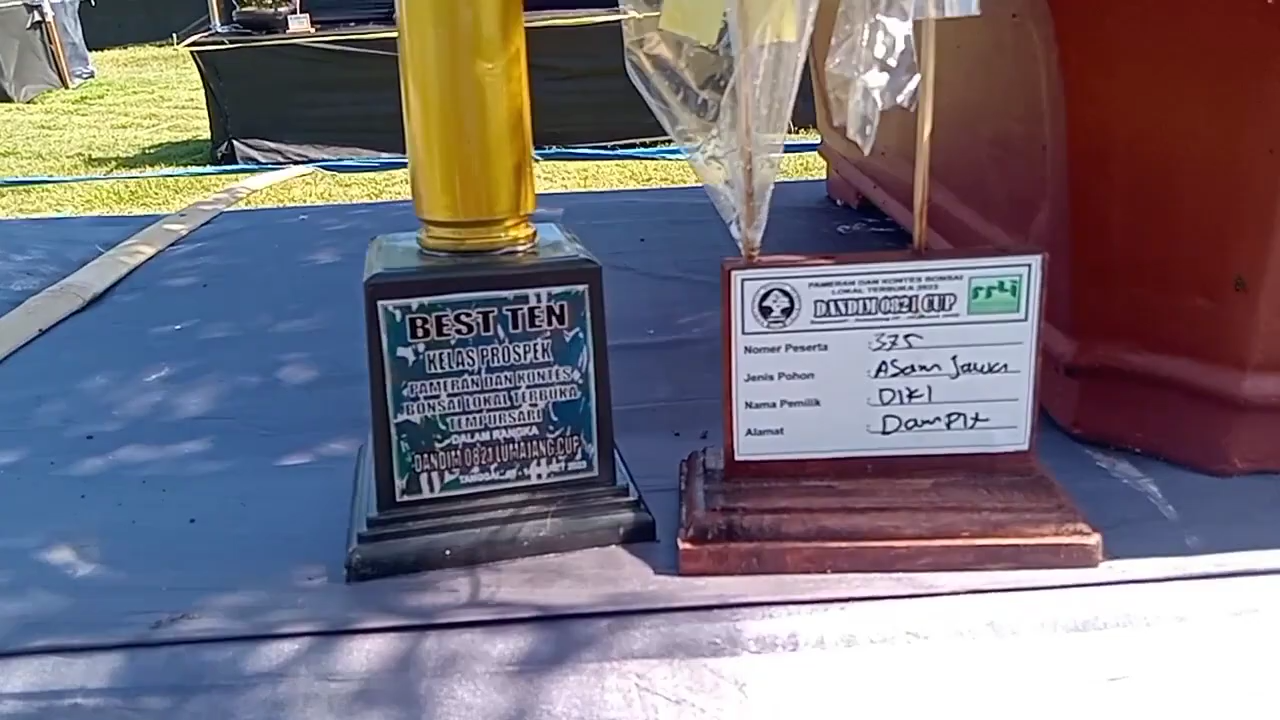 BEST TEN
KELAS PROSPEK
PAMERAN DAN KONTES
BONSAI LOKAL TERBUKA
TEMPURSARI
DALAM RANGKA
DANDIM 0821 LUMAJANG CUP
PAMERAN DAN KONTES BONSAI
LOKAL TERBUKA 2023
DANDIM 0821 CUP
Nomer Peserta : 375
Jenis Pohon : Asam Jawa
Nama Pemilik : DIKI
Alamat : Dampit